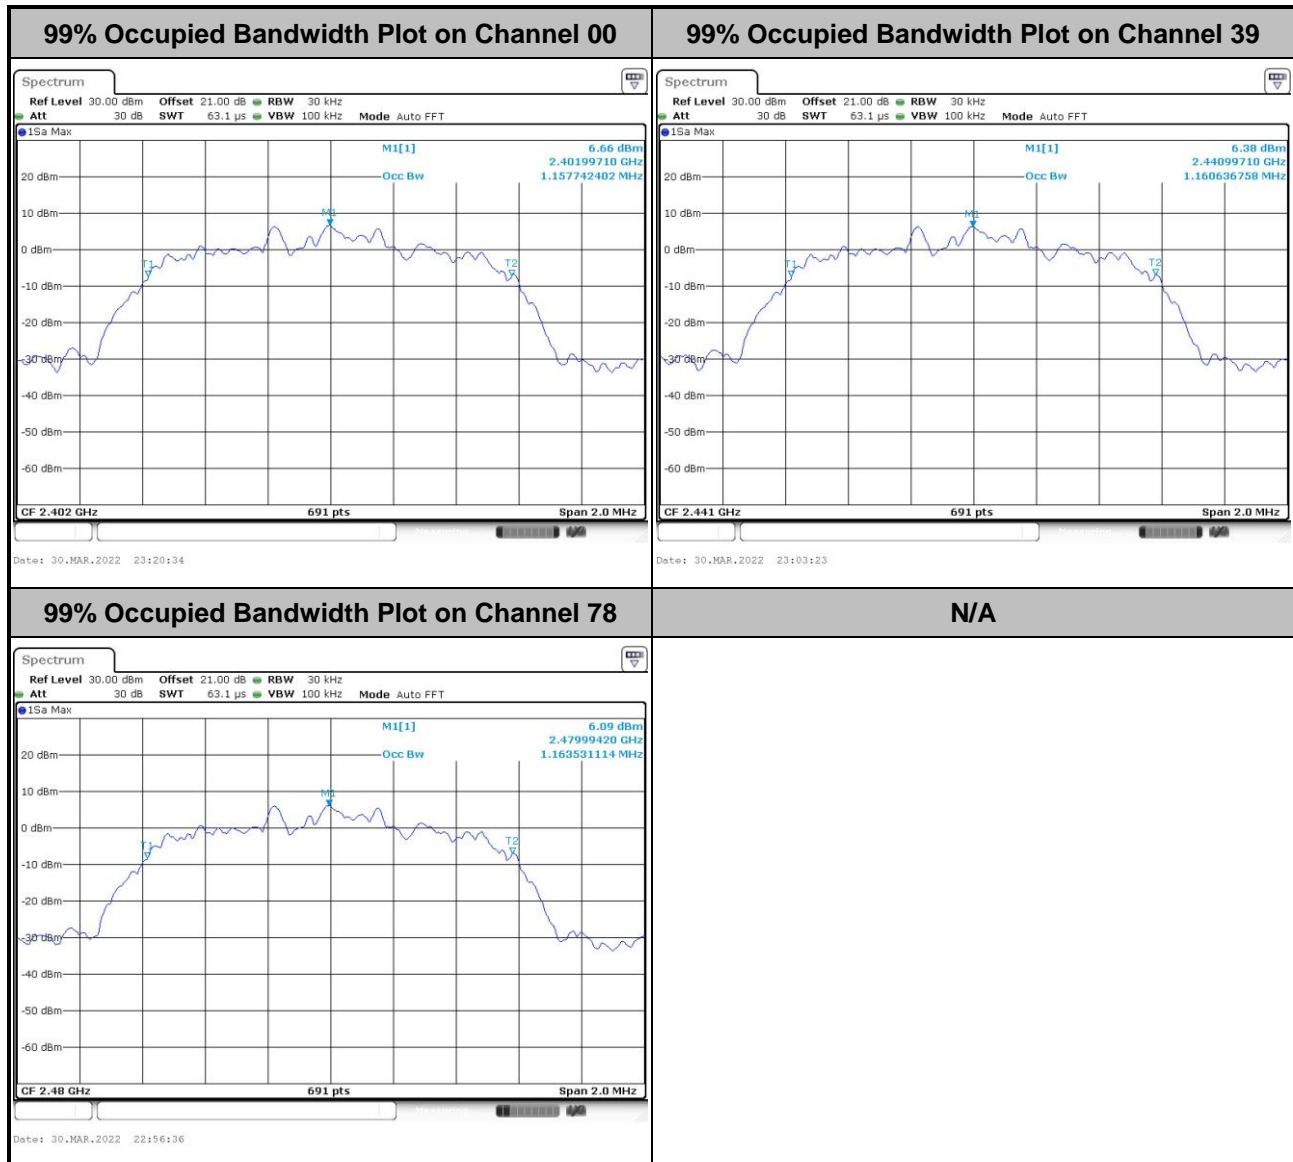 99% Occupied Bandwidth Plot on Channel 00
99% Occupied Bandwidth Plot on Channel 39
Spectrum
Ref Level 30.00 dBm Offset 21.00 dB RBW 30 kHz
Att 30 dB SWT 63.1 µs VBW 100 kHz Mode Auto FFT
1Sa Max
M1[1] 6.66 dBm
2.40199710 GHz
20 dBm
Occ Bw 1.157742402 MHz
10 dBm
M1
0 dBm
T1
T2
-10 dBm
-20 dBm
-30 dBm
-40 dBm
-50 dBm
-60 dBm
CF 2.402 GHz 691 pts Span 2.0 MHz
Date: 30.MAR.2022 23:20:34
Spectrum
Ref Level 30.00 dBm Offset 21.00 dB RBW 30 kHz
Att 30 dB SWT 63.1 µs VBW 100 kHz Mode Auto FFT
1Sa Max
M1[1] 6.38 dBm
2.44099710 GHz
20 dBm
Occ Bw 1.160636758 MHz
10 dBm
M1
0 dBm
T1
T2
-10 dBm
-20 dBm
-30 dBm
-40 dBm
-50 dBm
-60 dBm
CF 2.441 GHz 691 pts Span 2.0 MHz
Date: 30.MAR.2022 23:03:23
99% Occupied Bandwidth Plot on Channel 78
N/A
Spectrum
Ref Level 30.00 dBm Offset 21.00 dB RBW 30 kHz
Att 30 dB SWT 63.1 µs VBW 100 kHz Mode Auto FFT
1Sa Max
M1[1] 6.09 dBm
2.47999420 GHz
20 dBm
Occ Bw 1.163531114 MHz
10 dBm
M1
0 dBm
T1
T2
-10 dBm
-20 dBm
-30 dBm
-40 dBm
-50 dBm
-60 dBm
CF 2.48 GHz 691 pts Span 2.0 MHz
Date: 30.MAR.2022 22:56:36